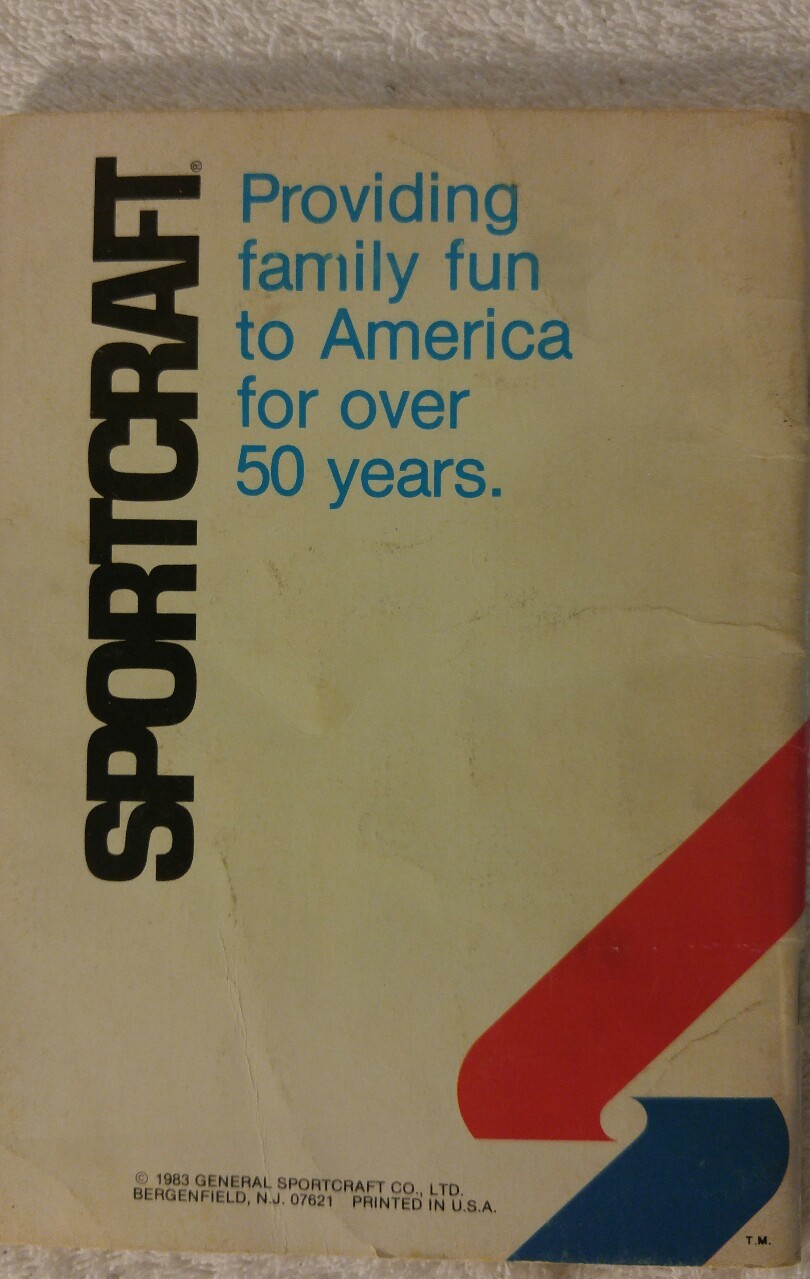 SPORTCRAFT®
Providing
family fun
to America
for over
50 years.
© 1983 GENERAL SPORTCRAFT CO., LTD.
BERGENFIELD, N.J. 07621 PRINTED IN U.S.A.
T.M.